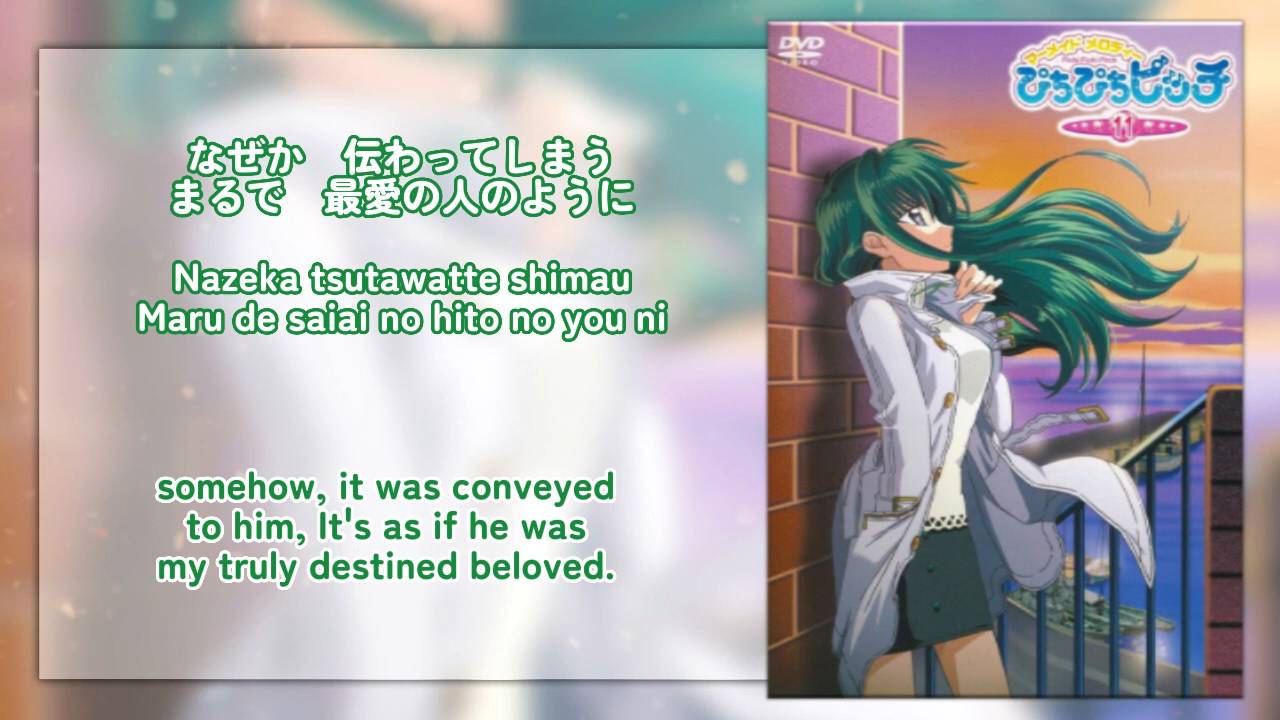 なぜか　伝わってしまう
まるで　最愛の人のように
Nazeka tsutawatte shimau
Maru de saiai no hito no you ni
somehow, it was conveyed
to him, It's as if he was
my truly destined beloved.
DVD
VIDEO
マーメイド メロディー
ぴちぴちピッチ
11